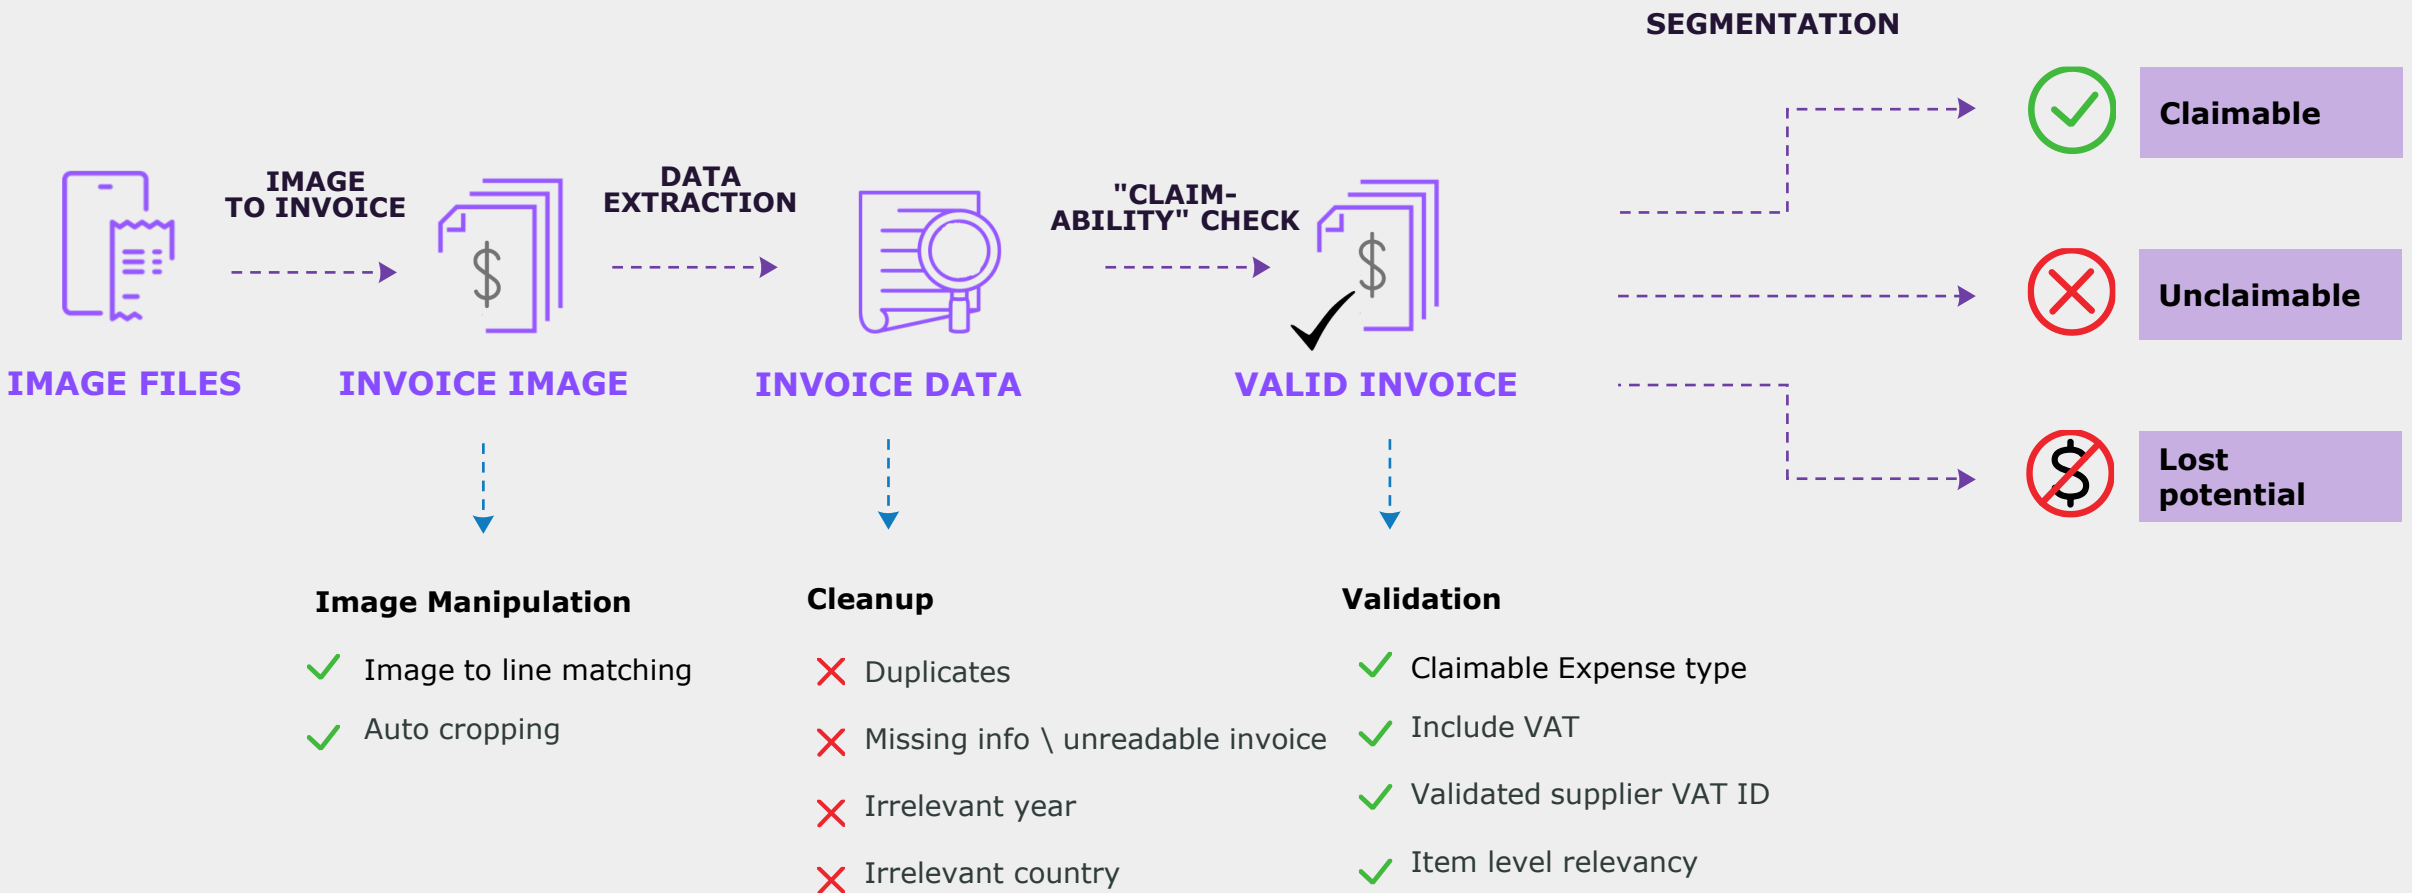 SEGMENTATION
IMAGE
TO INVOICE
DATA
EXTRACTION
"CLAIM-
ABILITY" CHECK
IMAGE FILES
INVOICE IMAGE
INVOICE DATA
VALID INVOICE
Claimable
Unclaimable
Lost
potential
Image Manipulation
Image to line matching
Auto cropping
Cleanup
Duplicates
Missing info \ unreadable invoice
Irrelevant year
Irrelevant country
Validation
Claimable Expense type
Include VAT
Validated supplier VAT ID
Item level relevancy